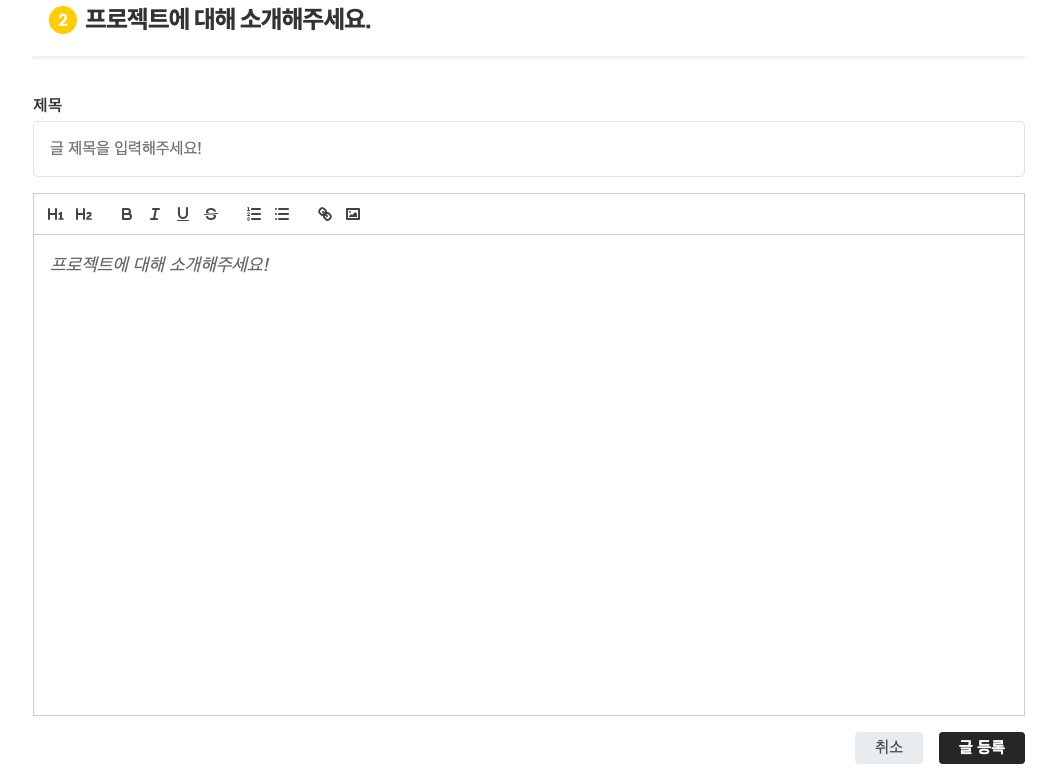 2 프로젝트에 대해 소개해주세요.
제목
글 제목을 입력해주세요!
H1 H2 B I U S
프로젝트에 대해 소개해주세요!
취소 글 등록